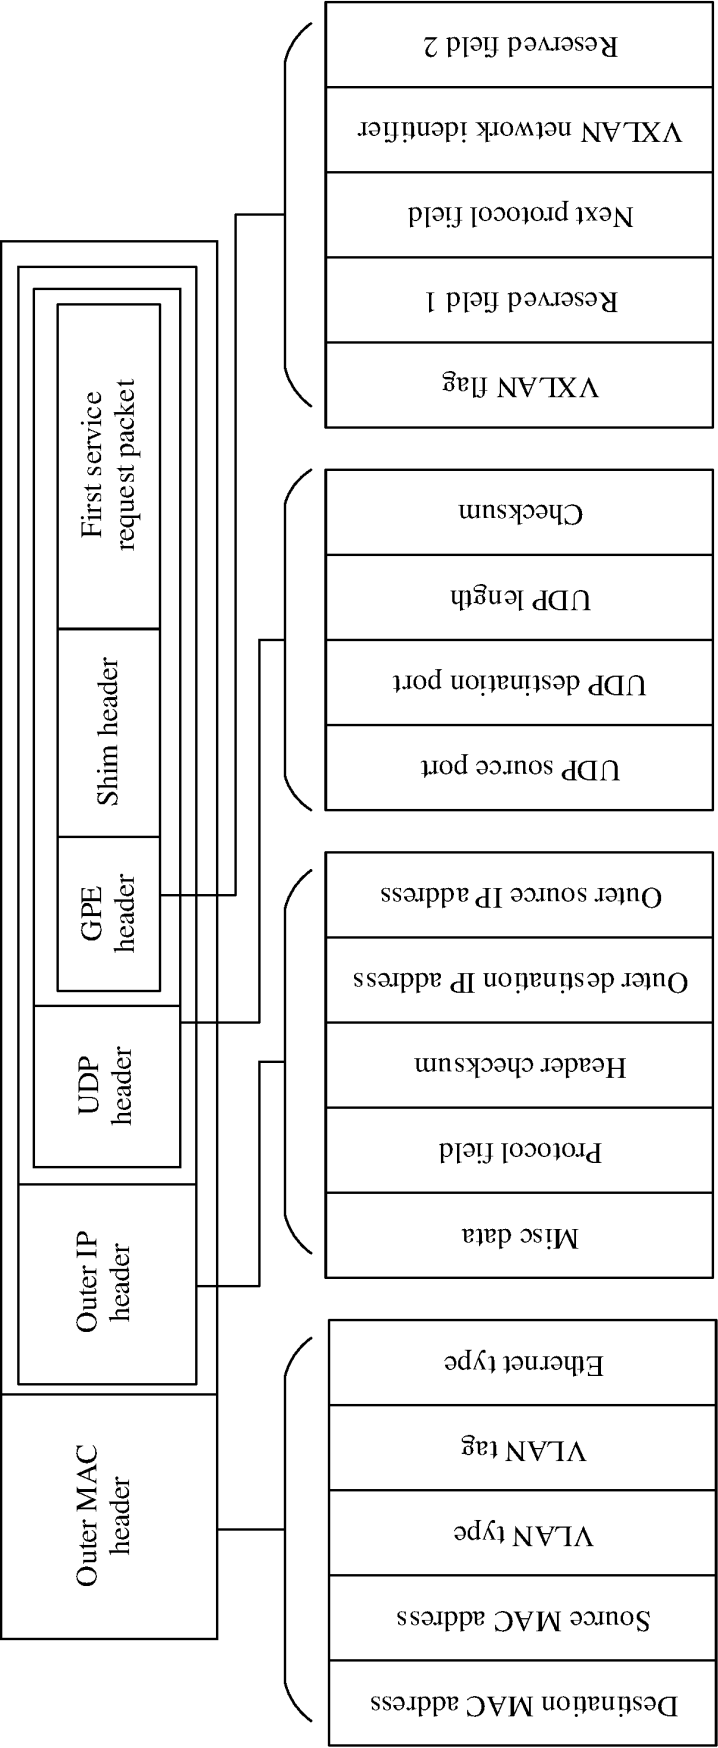 Outer MAC
header
Outer IP
header
UDP
header
GPE
header
Shim header
First service
request packet
Destination MAC address
Source MAC address
VLAN type
VLAN tag
Ethernet type
Misc data
Protocol field
Header checksum
Outer destination IP address
Outer source IP address
UDP source port
UDP destination port
UDP length
Checksum
VXLAN flag
Reserved field 1
Next protocol field
VXLAN network identifier
Reserved field 2